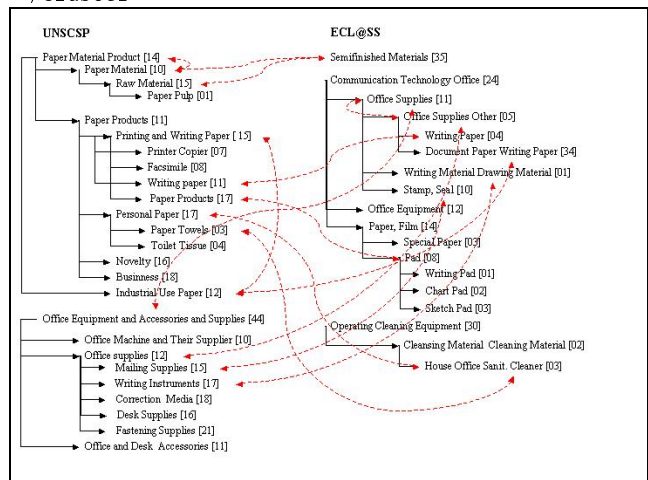 UNSCSP
Paper Material Product [14]
Paper Material [10]
Raw Material [15]
Paper Pulp [01]
Paper Products [11]
Printing and Writing Paper [ 15]
Printer Copier [07]
Facsimile [08]
Writing paper [11]
Paper Products [17]
Personal Paper [17]
Paper Towels [03]
Toilet Tissue [04]
Novelty [16]
Business [18]
Industrial Use Paper [12]
Office Equipment and Accessories and Supplies [44]
Office Machine and Their Supplier [10]
Office supplies [12]
Mailing Supplies [15]
Writing Instruments [17]
Correction Media [18]
Desk Supplies [16]
Fastening Supplies [21]
Office and Desk Accessories [11]
ECL@SS
Semifinished Materials [35]
Communication Technology Office [24]
Office Supplies [11]
Office Supplies Other [05]
Writing Paper [04]
Document Paper Writing Paper [34]
Writing Material Drawing Material [01]
Stamp, Seal [10]
Office Equipment [12]
Paper, Film [14]
Special Paper [03]
Pad [08]
Writing Pad [01]
Chart Pad [02]
Sketch Pad [03]
Operating Cleaning Equipment [30]
Cleansing Material Cleaning Material [02]
House Office Sanit. Cleaner [03]